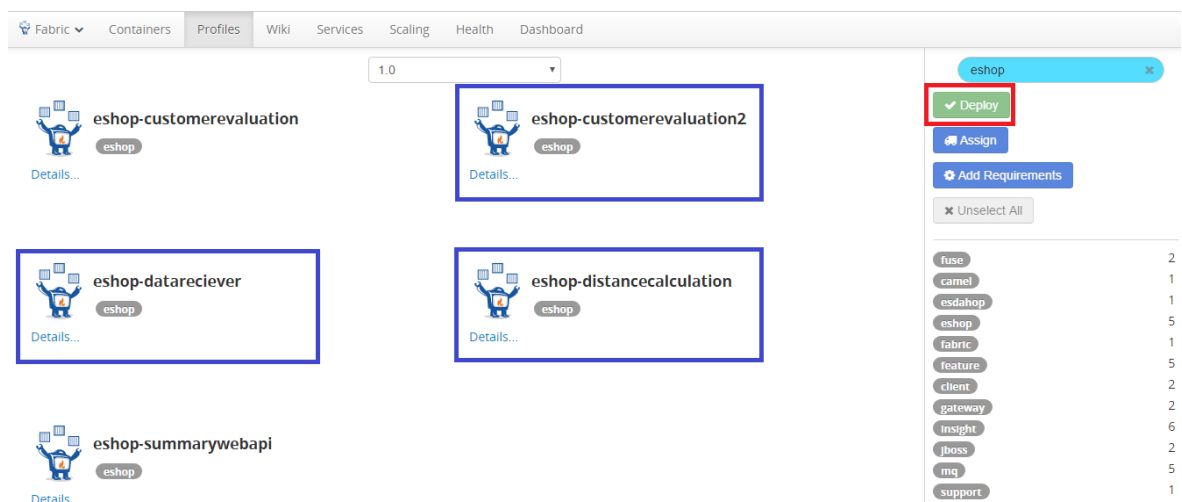 Fabric Containers Profiles Wiki Services Scaling Health Dashboard
1.0
eshop-customerevaluation
eshop
Details...
eshop-customerevaluation2
eshop
Details...
eshop-datareciever
eshop
Details...
eshop-distancecalculation
eshop
Details...
eshop-summarywebapi
eshop
Details
eshop
Deploy
Assign
Add Requirements
Unselect All
fuse 2
camel 1
esdahop 1
eshop 5
fabric 1
feature 5
client 2
gateway 2
insight 6
jboss 2
mq 5
support 1